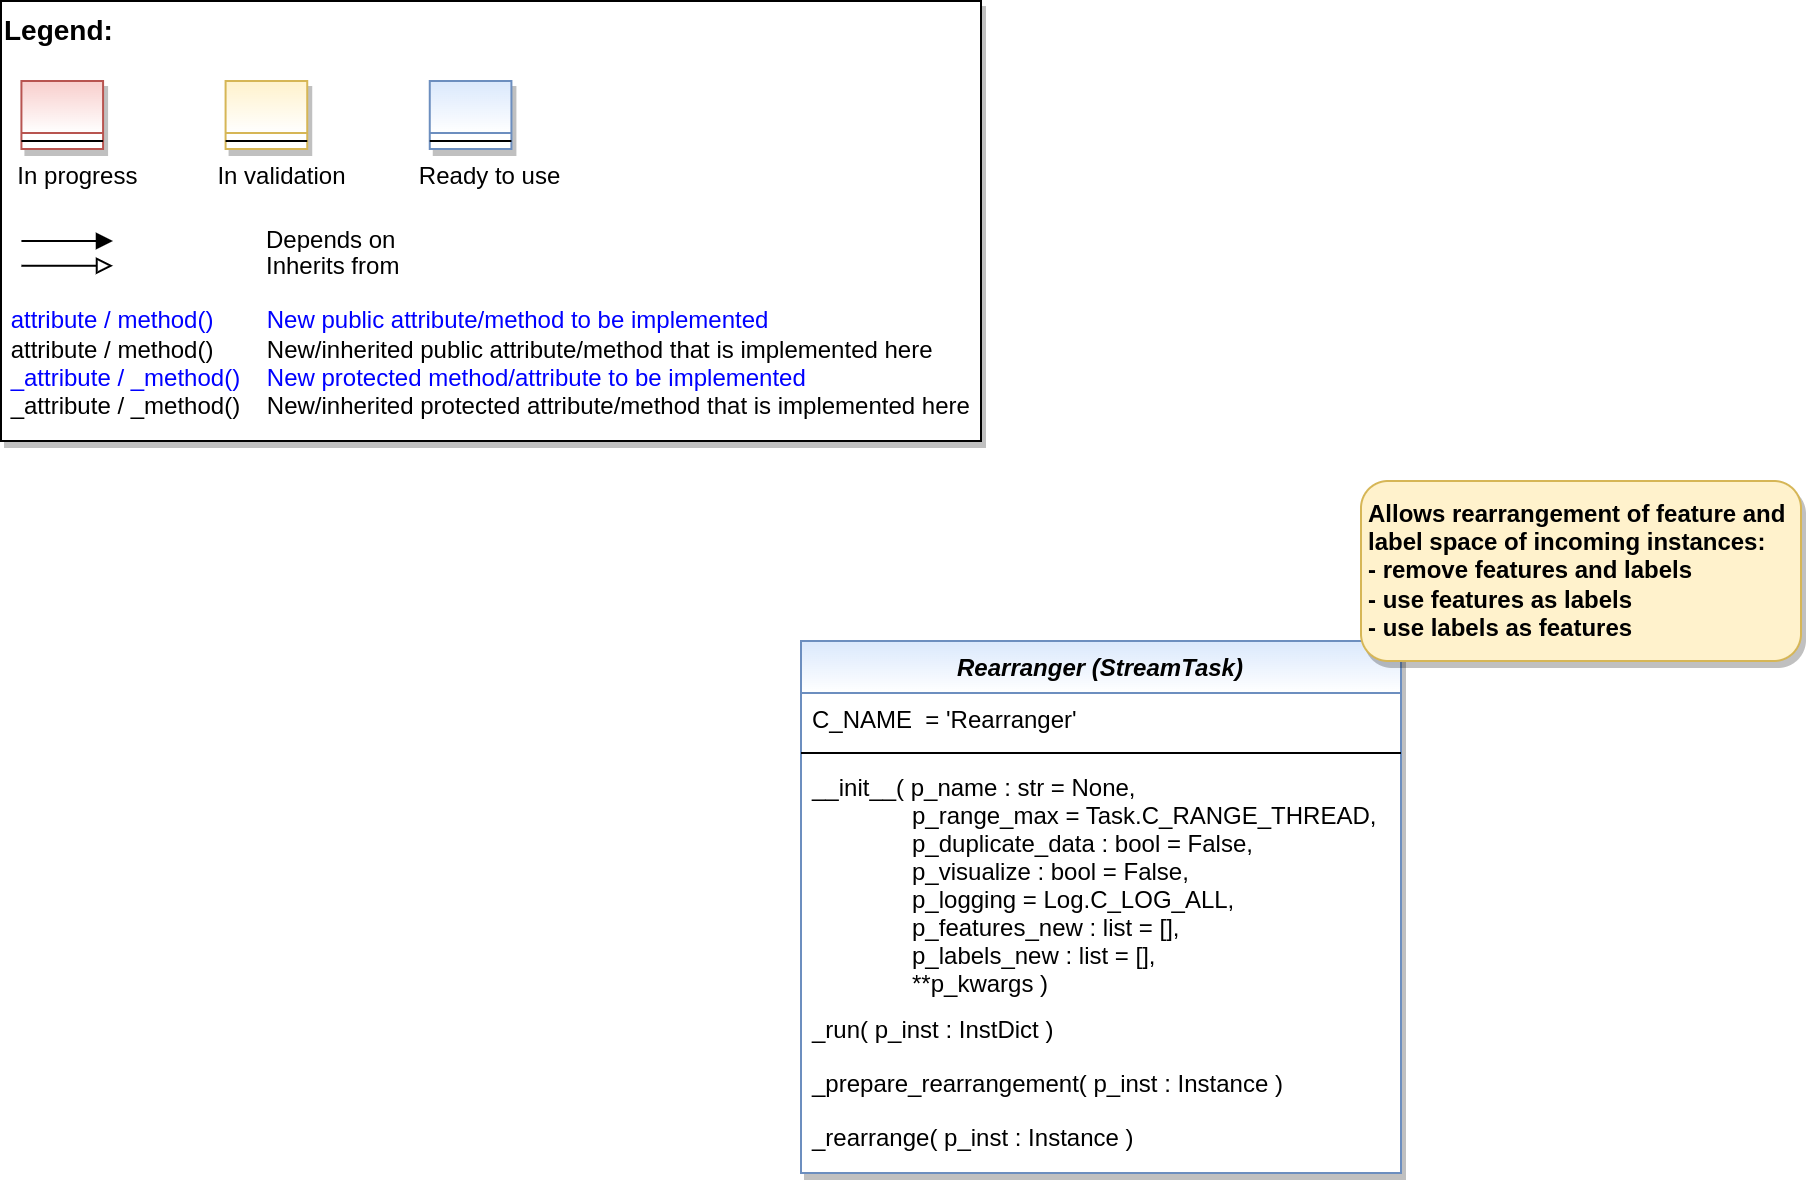 Legend:
In progress
In validation
Ready to use
Depends on
Inherits from
attribute / method() New public attribute/method to be implemented
attribute / method() New/inherited public attribute/method that is implemented here
_attribute / _method() New protected method/attribute to be implemented
_attribute / _method() New/inherited protected attribute/method that is implemented here
Allows rearrangement of feature and
label space of incoming instances:
- remove features and labels
- use features as labels
- use labels as features
Rearranger (StreamTask)
C_NAME = 'Rearranger'
__init__( p_name : str = None,
p_range_max = Task.C_RANGE_THREAD,
p_duplicate_data : bool = False,
p_visualize : bool = False,
p_logging = Log.C_LOG_ALL,
p_features_new : list = [],
p_labels_new : list = [],
**p_kwargs )
_run( p_inst : InstDict )
_prepare_rearrangement( p_inst : Instance )
_rearrange( p_inst : Instance )